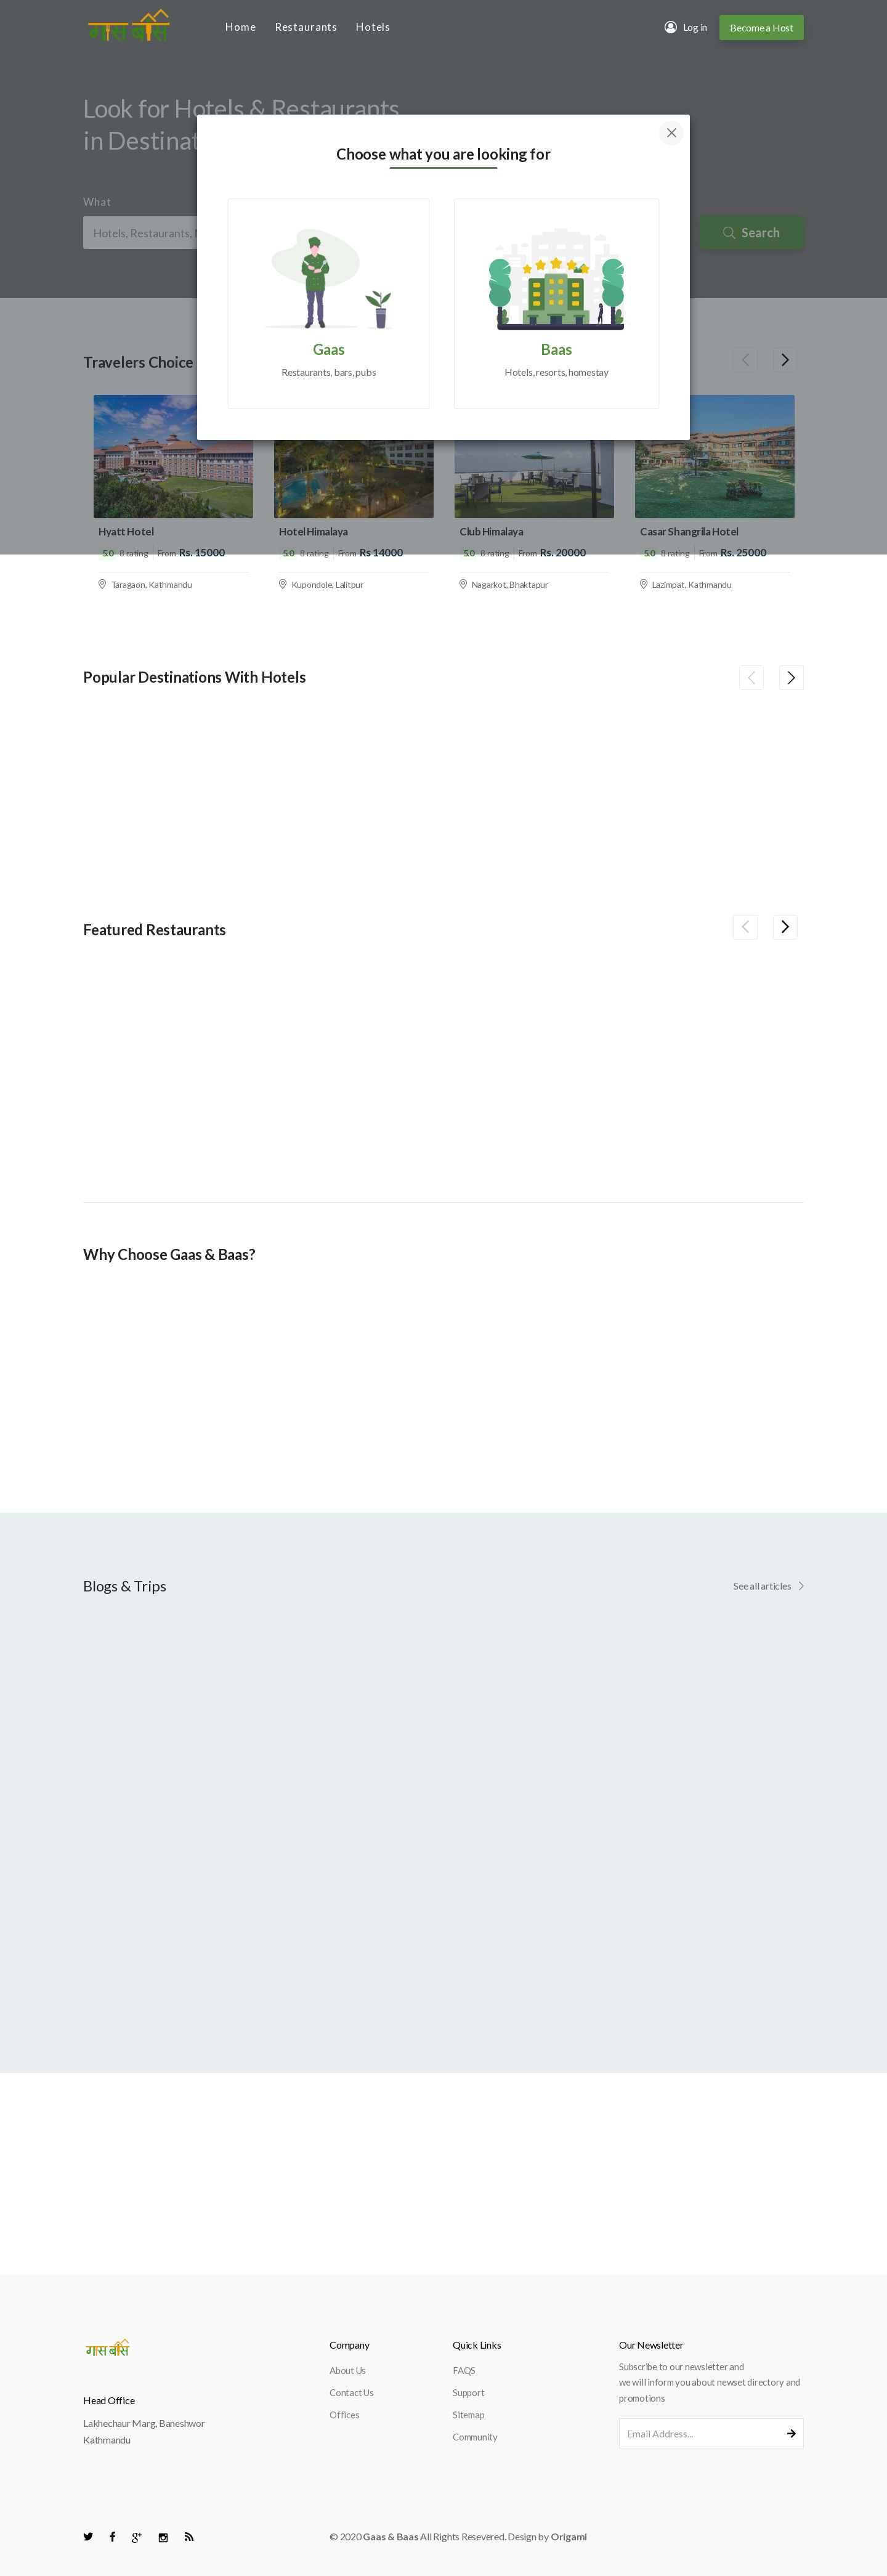 गास बास
Home Restaurants Hotels
Log in
Become a Host
Look for Hotels & Restaurants
in Destinat
What
Hotels, Restaurants,
Search
Choose what you are looking for
Gaas
Restaurants, bars, pubs
Baas
Hotels, resorts, homestay
Travelers Choice
Hyatt Hotel
5.0 8 rating From Rs. 15000
Taragaon, Kathmandu
Hotel Himalaya
5.0 8 rating From Rs 14000
Kupondole, Lalitpur
Club Himalaya
5.0 8 rating From Rs. 20000
Nagarkot, Bhaktapur
Casar Shangrila Hotel
5.0 8 rating From Rs. 25000
Lazimpat, Kathmandu
Popular Destinations With Hotels
Featured Restaurants
Why Choose Gaas & Baas?
Blogs & Trips
See all articles
गास बास
Head Office
Lakhechaur Marg, Baneshwor
Kathmandu
Company
About Us
Contact Us
Offices
Quick Links
FAQS
Support
Sitemap
Community
Our Newsletter
Subscribe to our newsletter and
we will inform you about newset directory and
promotions
Email Address...
© 2020 Gaas & Baas All Rights Resevered. Design by Origami